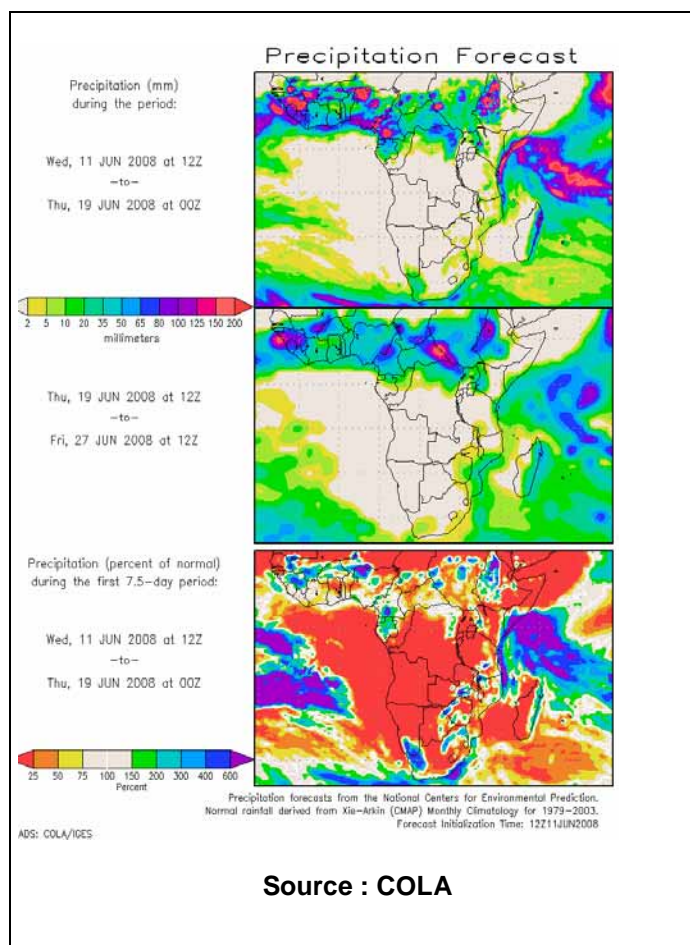 Precipitation Forecast
Precipitation (mm)
during the period:
Wed, 11 JUN 2008 at 12Z
-to-
Thu, 19 JUN 2008 at 00Z
2 5 10 20 35 50 65 80 100 125 150 200
millimeters
Thu, 19 JUN 2008 at 12Z
-to-
Fri, 27 JUN 2008 at 12Z
Precipitation (percent of normal)
during the first 7.5-day period:
Wed, 11 JUN 2008 at 12Z
-to-
Thu, 19 JUN 2008 at 00Z
25 50 75 100 150 200 300 400 600
Percent
Precipitation forecasts from the National Centers for Environmental Prediction.
Normal rainfall derived from Xie-Arkin (CMAP) Monthly Climatology for 1979-2003.
Forecast Initialization Time: 12Z11JUN2008
ADS: COLA/IGES
Source : COLA